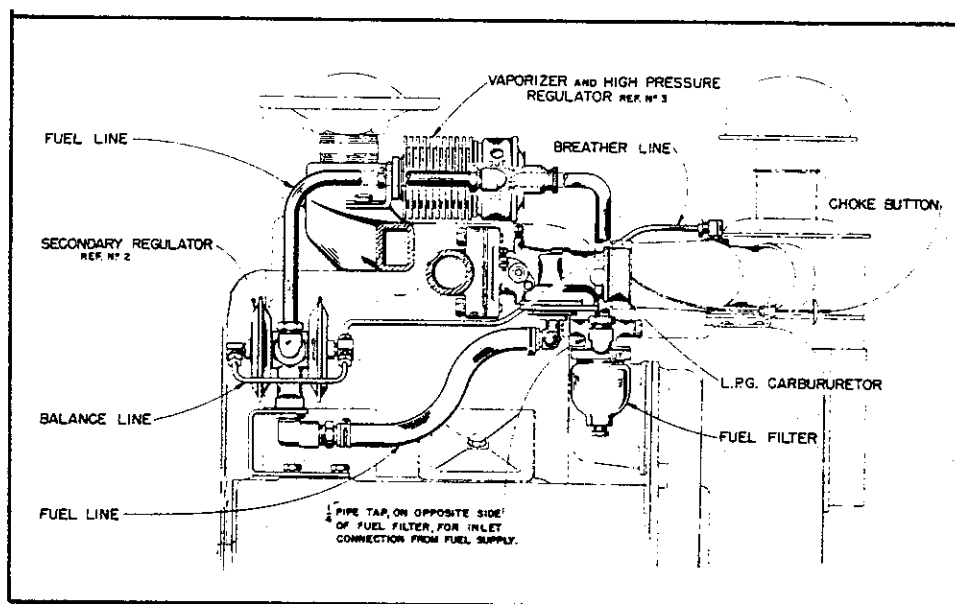 VAPORIZER AND HIGH PRESSURE
REGULATOR REF. Nº 3
FUEL LINE
BREATHER LINE
CHOKE BUTTON
SECONDARY REGULATOR
REF. Nº 2
L.P.G. CARBURURETOR
BALANCE LINE
FUEL FILTER
FUEL LINE
1/4 PIPE TAP, ON OPPOSITE SIDE
OF FUEL FILTER, FOR INLET
CONNECTION FROM FUEL SUPPLY.